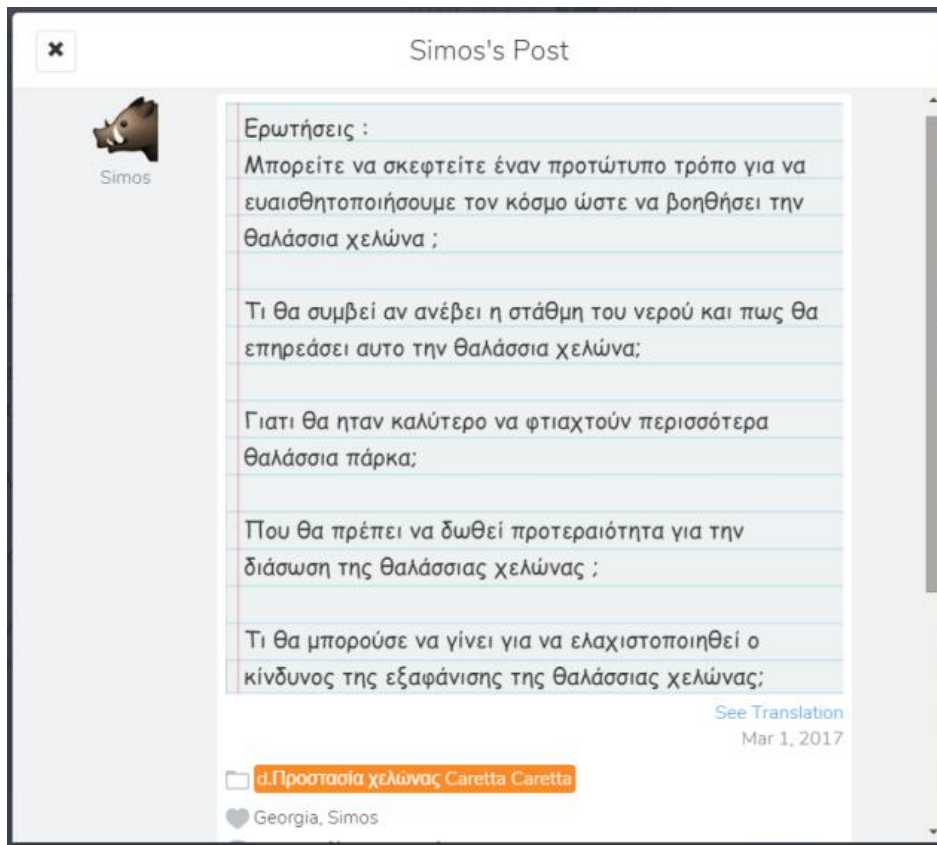 Simos's Post
Simos
Ερωτήσεις :
Μπορείτε να σκεφτείτε έναν προτώτυπο τρόπο για να
ευαισθητοποιήσουμε τον κόσμο ώστε να βοηθήσει την
θαλάσσια χελώνα ;
Τι θα συμβεί αν ανέβει η στάθμη του νερού και πως θα
επηρεάσει αυτο την θαλάσσια χελώνα;
Γιατι θα ηταν καλύτερο να φτιαχτούν περισσότερα
θαλάσσια πάρκα;
Που θα πρέπει να δωθεί προτεραιότητα για την
διάσωση της θαλάσσιας χελώνας ;
Τι θα μπορούσε να γίνει για να ελαχιστοποιηθεί ο
κίνδυνος της εξαφάνισης της θαλάσσιας χελώνας;
See Translation
Mar 1, 2017
d.Προστασία χελώνας Caretta Caretta
Georgia, Simos